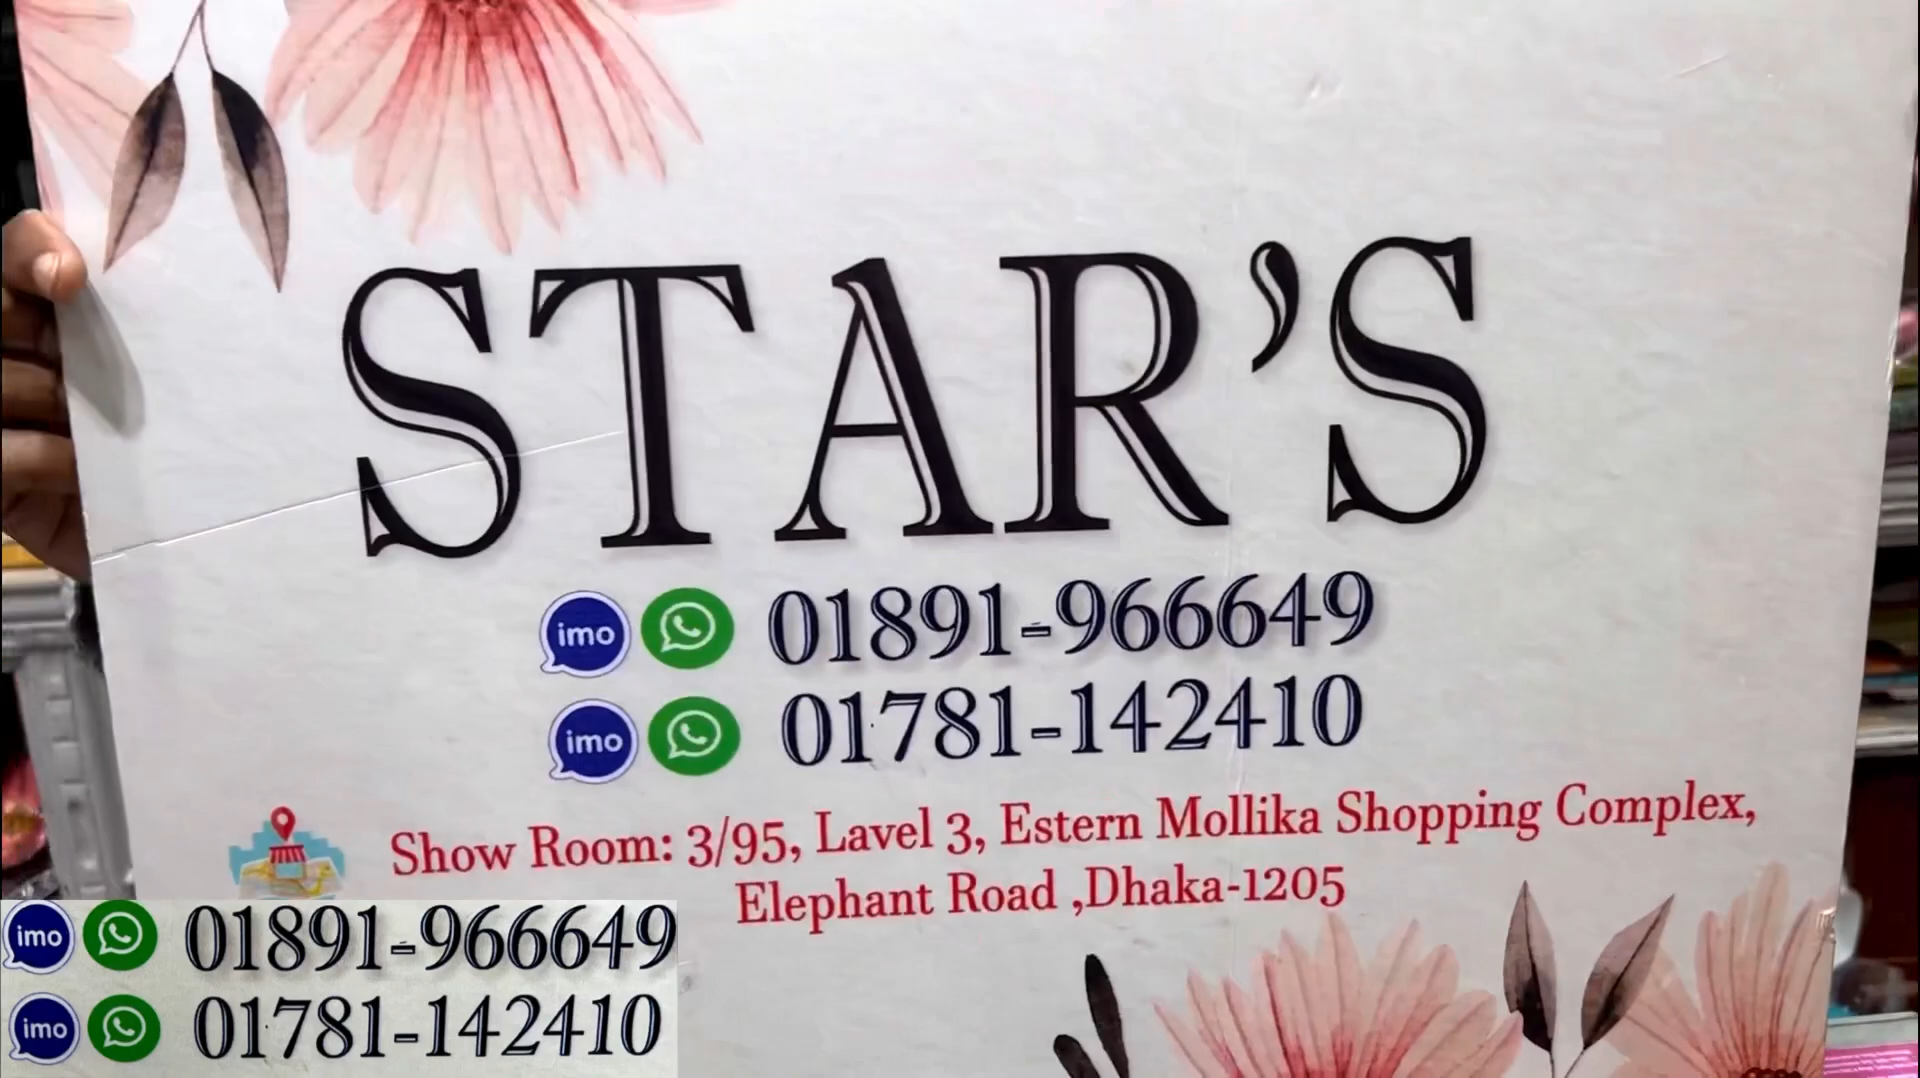 STAR'S
imo 01891-966649
imo 01781-142410
Show Room: 3/95, Lavel 3, Estern Mollika Shopping Complex,
Elephant Road ,Dhaka-1205
imo 01891-966649
imo 01781-142410